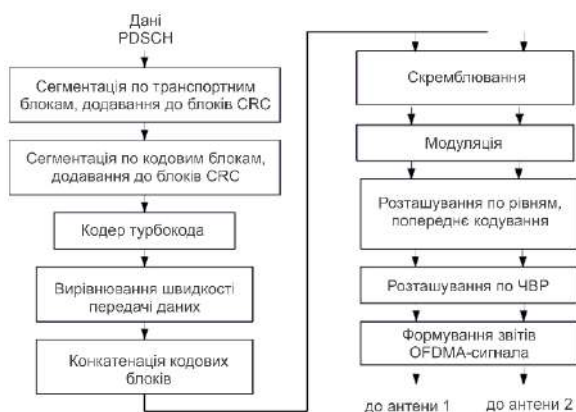 Дані
PDSCH
Сегментація по транспортним
блокам, додавання до блоків CRC
Сегментація по кодовим блокам,
додавання до блоків CRC
Кодер турбокода
Вирівнювання швидкості
передачі даних
Конкатенація кодових
блоків
Скремблювання
Модуляція
Розташування по рівням,
попереднє кодування
Розташування по ЧВР
Формування звітів
OFDMA-сигнала
до антени 1
до антени 2